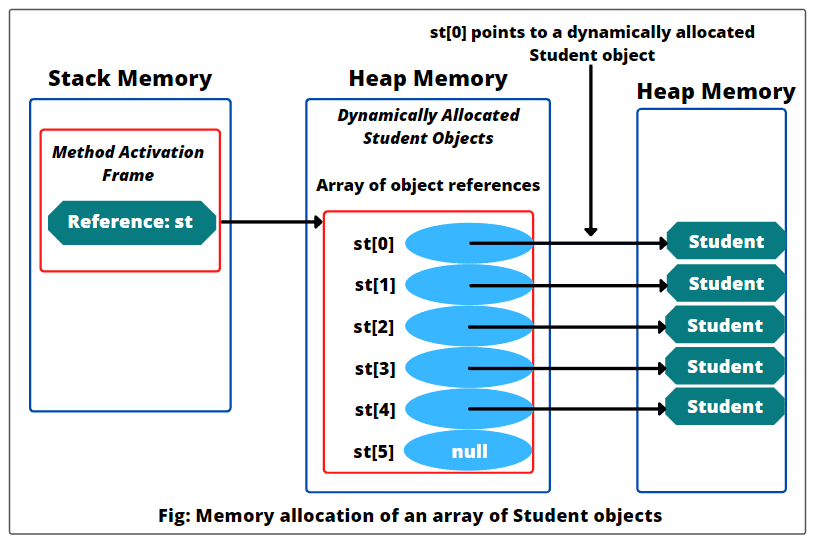 st[0] points to a dynamically allocated
Student object
Stack Memory
Heap Memory
Heap Memory
Method Activation
Frame
Reference: st
Dynamically Allocated
Student Objects
Array of object references
st[0]
st[1]
st[2]
st[3]
st[4]
st[5]
null
Student
Student
Student
Student
Student
Fig: Memory allocation of an array of Student objects